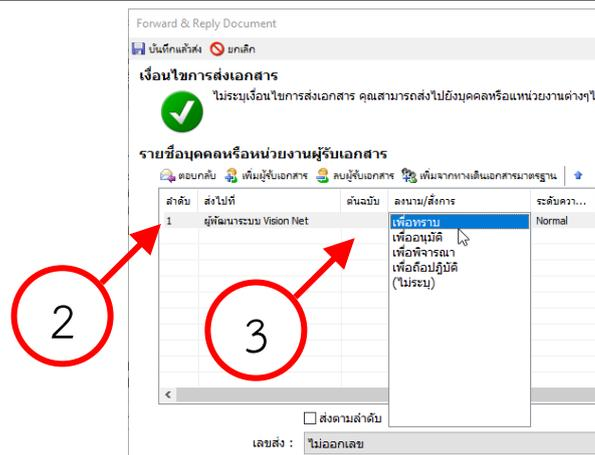 Forward & Reply Document
บันทึกแล้วส่ง ยกเลิก
เงื่อนไขการส่งเอกสาร
ไม่ระบุเงื่อนไขการส่งเอกสาร คุณสามารถส่งไปยังบุคคลหรือแหน่วยงานต่างๆไ
รายชื่อบุคคลหรือหน่วยงานผู้รับเอกสาร
ตอบกลับ เพิ่มผู้รับเอกสาร ลบผู้รับเอกสาร เพิ่มจากทางเดินเอกสารมาตรฐาน
ลำดับ ส่งไปที่ ต้นฉบับ ลงนาม/สั่งการ ระดับควา...
1 ผู้พัฒนาระบบ Vision Net เพื่อทราบ Normal
เพื่ออนุมัติ
เพื่อพิจารณา
เพื่อถือปฏิบัติ
(ไม่ระบุ)
2
3
ส่งตามลำดับ
เลขส่ง : ไม่ออกเลข